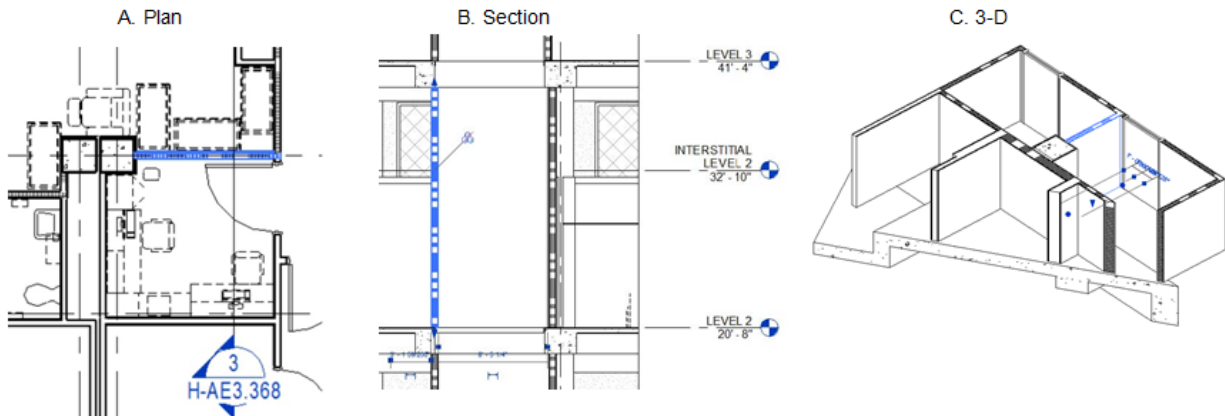 A. Plan
B. Section
C. 3-D
LEVEL 3
41' - 4"
INTERSTITIAL
LEVEL 2
32' - 10"
LEVEL 2
20' - 8"
3
H-AE3.368